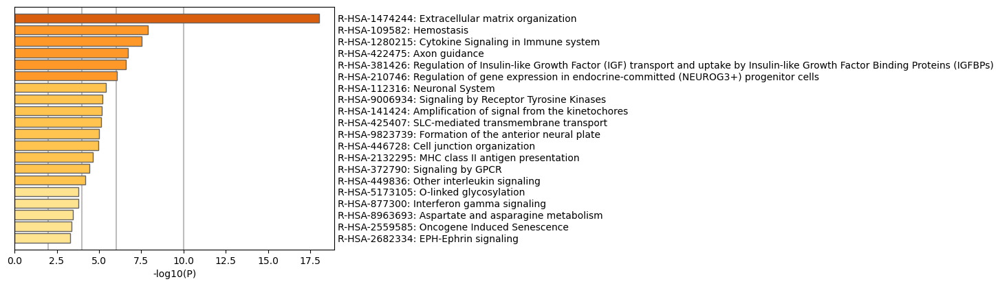 R-HSA-1474244: Extracellular matrix organization
R-HSA-109582: Hemostasis
R-HSA-1280215: Cytokine Signaling in Immune system
R-HSA-422475: Axon guidance
R-HSA-381426: Regulation of Insulin-like Growth Factor (IGF) transport and uptake by Insulin-like Growth Factor Binding Proteins (IGFBPs)
R-HSA-210746: Regulation of gene expression in endocrine-committed (NEUROG3+) progenitor cells
R-HSA-112316: Neuronal System
R-HSA-9006934: Signaling by Receptor Tyrosine Kinases
R-HSA-141424: Amplification of signal from the kinetochores
R-HSA-425407: SLC-mediated transmembrane transport
R-HSA-9823739: Formation of the anterior neural plate
R-HSA-446728: Cell junction organization
R-HSA-2132295: MHC class II antigen presentation
R-HSA-372790: Signaling by GPCR
R-HSA-449836: Other interleukin signaling
R-HSA-5173105: O-linked glycosylation
R-HSA-877300: Interferon gamma signaling
R-HSA-8963693: Aspartate and asparagine metabolism
R-HSA-2559585: Oncogene Induced Senescence
R-HSA-2682334: EPH-Ephrin signaling
0.0 2.5 5.0 7.5 10.0 12.5 15.0 17.5
-log10(P)